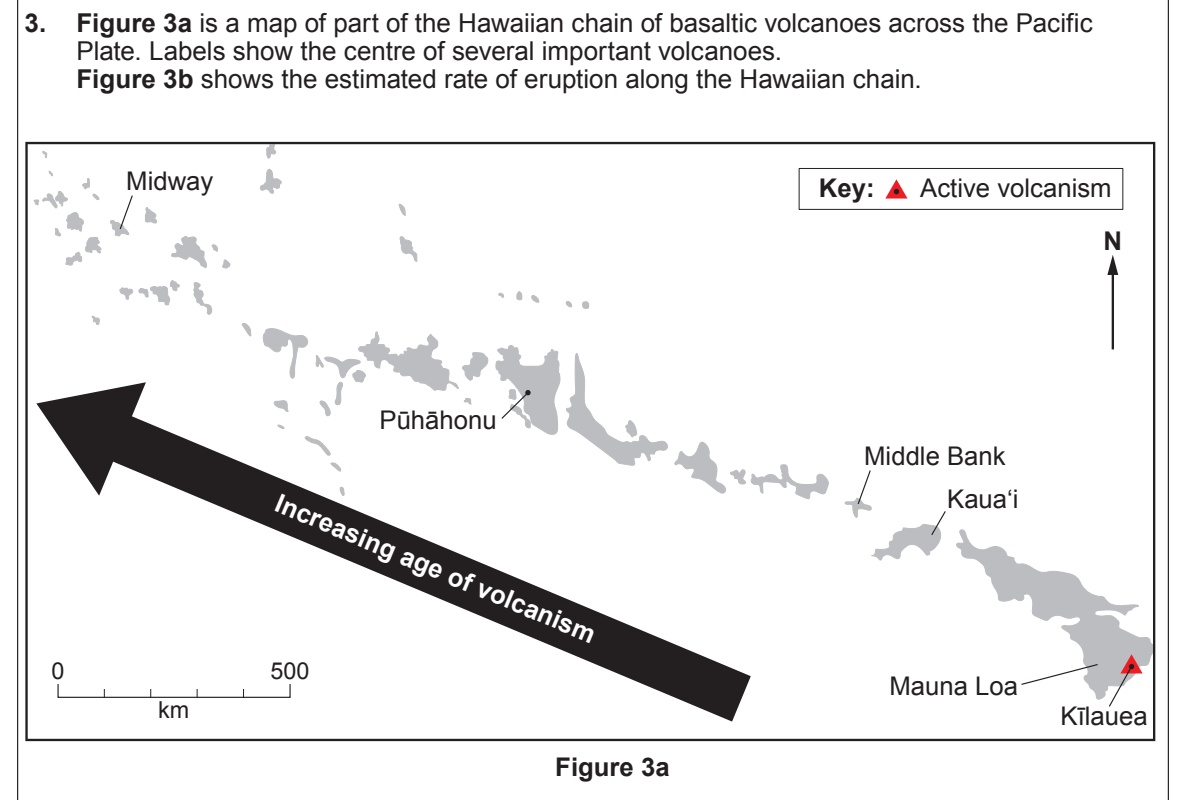 3. Figure 3a is a map of part of the Hawaiian chain of basaltic volcanoes across the Pacific
Plate. Labels show the centre of several important volcanoes.
Figure 3b shows the estimated rate of eruption along the Hawaiian chain.
Midway
Key: Active volcanism
N
Pūhāhonu
Middle Bank
Kauaʻi
Increasing age of volcanism
0 500
km
Mauna Loa
Kīlauea
Figure 3a